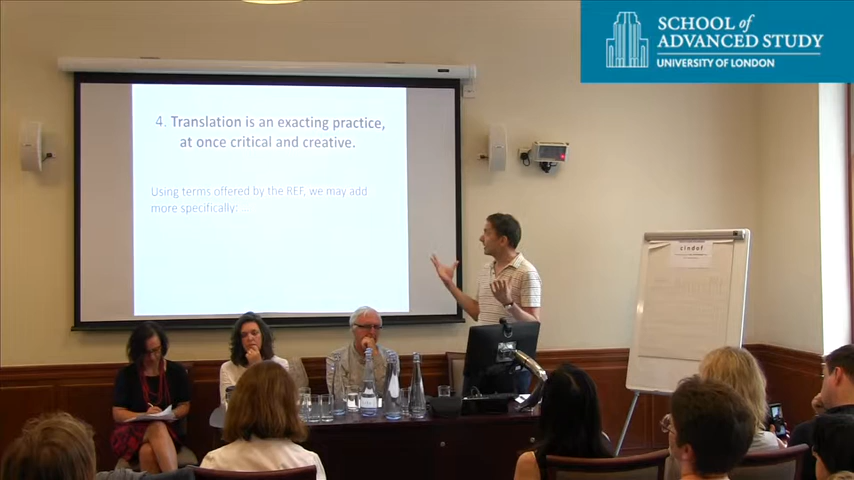 SCHOOL of
ADVANCED STUDY
UNIVERSITY OF LONDON
4. Translation is an exacting practice,
at once critical and creative.
Using terms offered by the REF, we may add
more specifically: ...